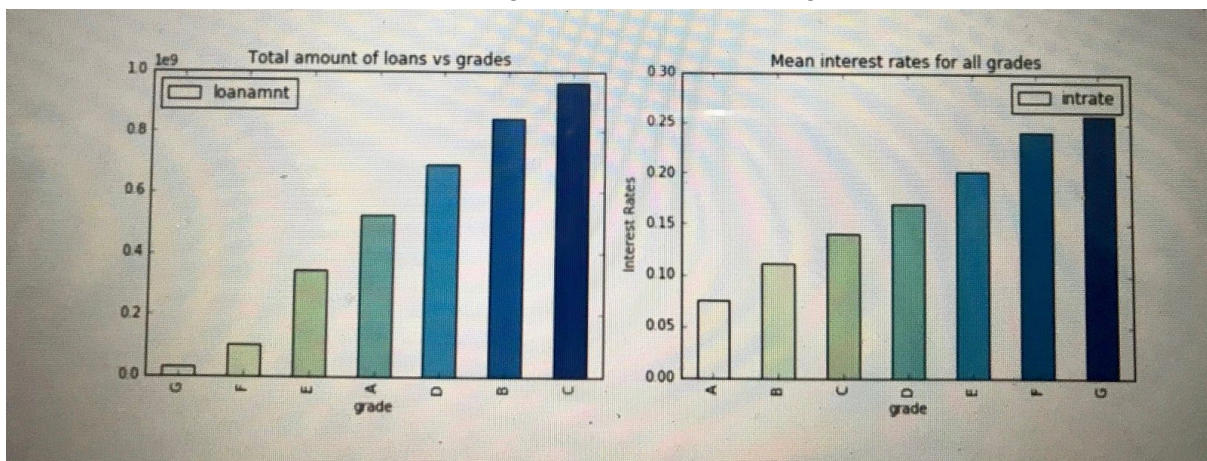 Total amount of loans vs grades
1e9
loanamnt
1.0
0.8
0.6
0.4
0.2
0.0
G F E A D B C
grade
Mean interest rates for all grades
intrate
Interest Rates
0.30
0.25
0.20
0.15
0.10
0.05
0.00
A B C D E F G
grade